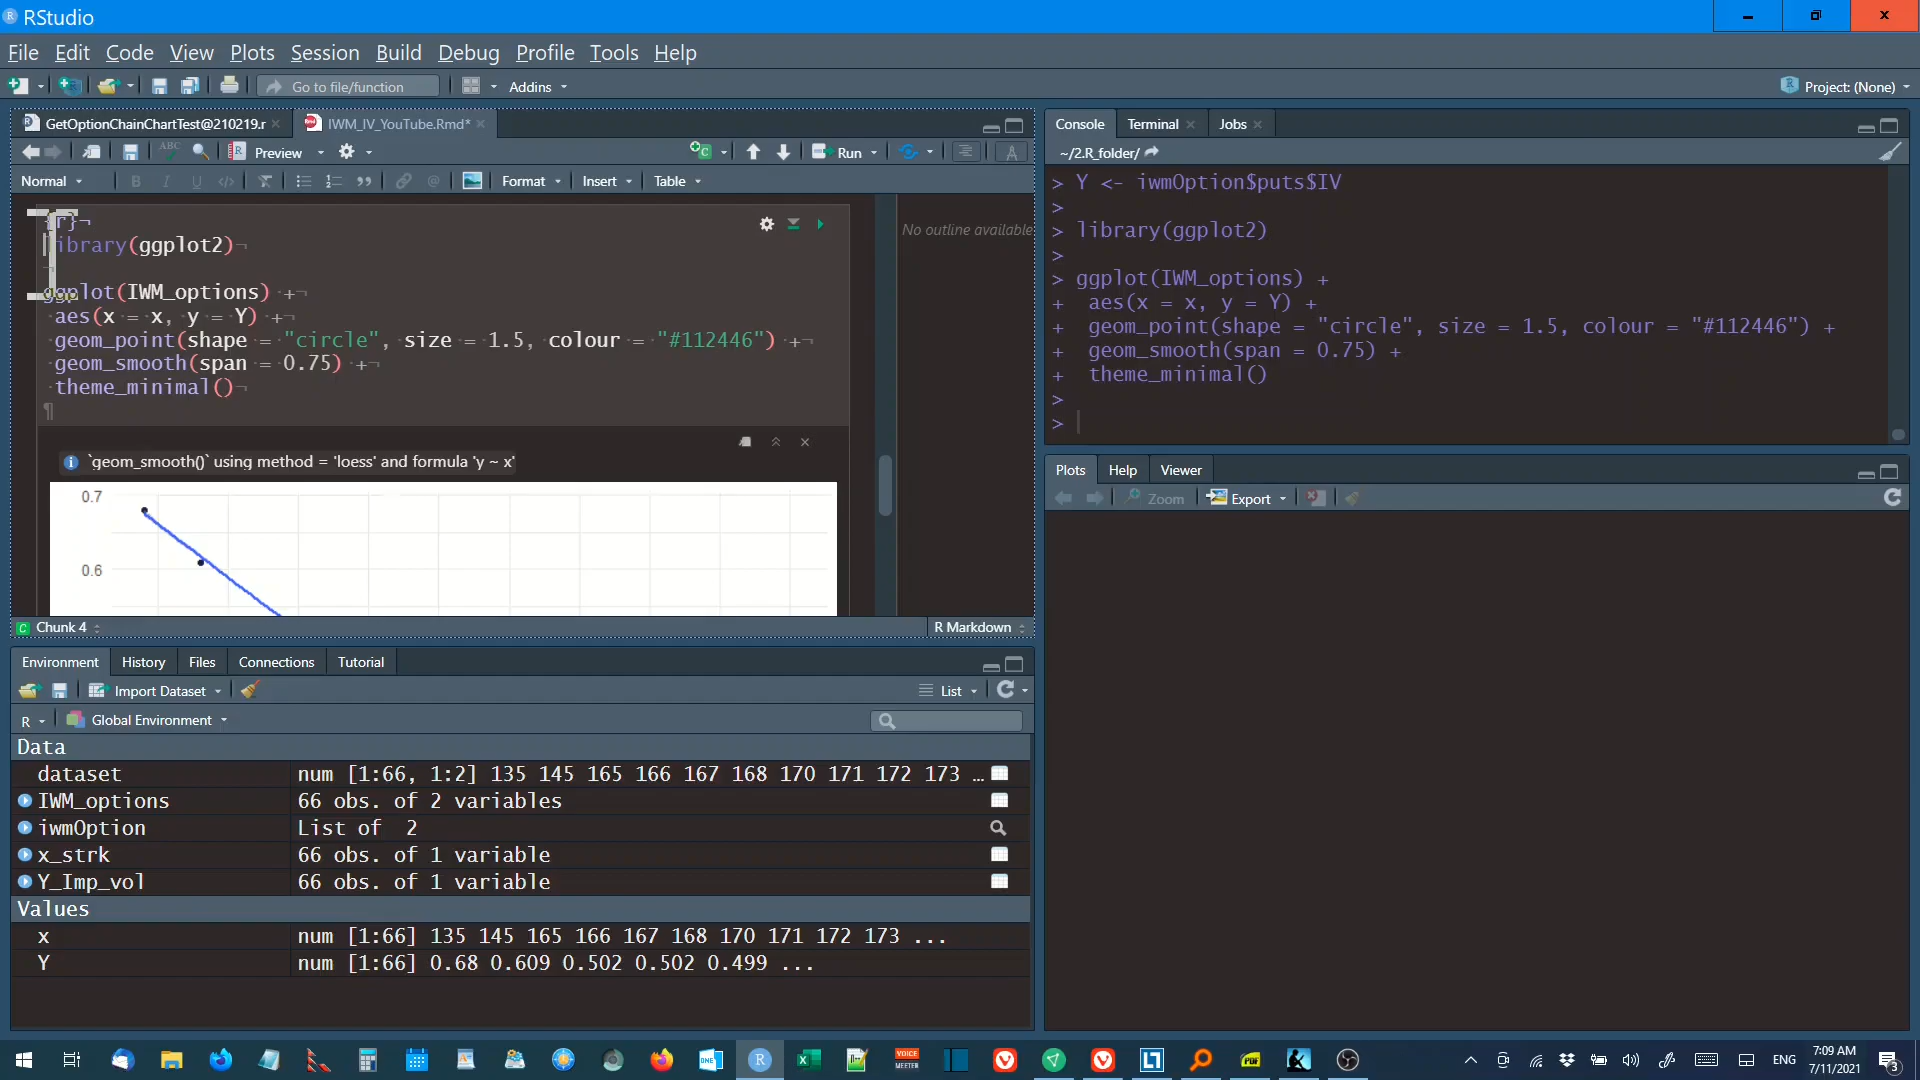 RStudio
File Edit Code View Plots Session Build Debug Profile Tools Help
Go to file/function Addins Project: (None)
GetOptionChainChartTest@210219.r IWM_IV_YouTube.Rmd*
ABC Preview Run
Normal B I U </> Format Insert Table
{r}¬
library(ggplot2)¬
¬
ggplot(IWM_options) +¬
aes(x = x, y = Y) +¬
geom_point(shape = "circle", size = 1.5, colour = "#112446") +¬
geom_smooth(span = 0.75) +¬
theme_minimal()¬
¶
No outline available
`geom_smooth()` using method = 'loess' and formula 'y ~ x'
0.7
0.6
Chunk 4 R Markdown
Console Terminal Jobs
~/2.R_folder/
> Y <- iwmOption$puts$IV
>
> library(ggplot2)
>
> ggplot(IWM_options) +
+ aes(x = x, y = Y) +
+ geom_point(shape = "circle", size = 1.5, colour = "#112446") +
+ geom_smooth(span = 0.75) +
+ theme_minimal()
>
>
Plots Help Viewer
Zoom Export
Environment History Files Connections Tutorial
Import Dataset List
R Global Environment
Data
dataset num [1:66, 1:2] 135 145 165 166 167 168 170 171 172 173 …
IWM_options 66 obs. of 2 variables
iwmOption List of 2
x_strk 66 obs. of 1 variable
Y_Imp_vol 66 obs. of 1 variable
Values
x num [1:66] 135 145 165 166 167 168 170 171 172 173 ...
Y num [1:66] 0.68 0.609 0.502 0.502 0.499 ...
ENG 7:09 AM
7/11/2021 3